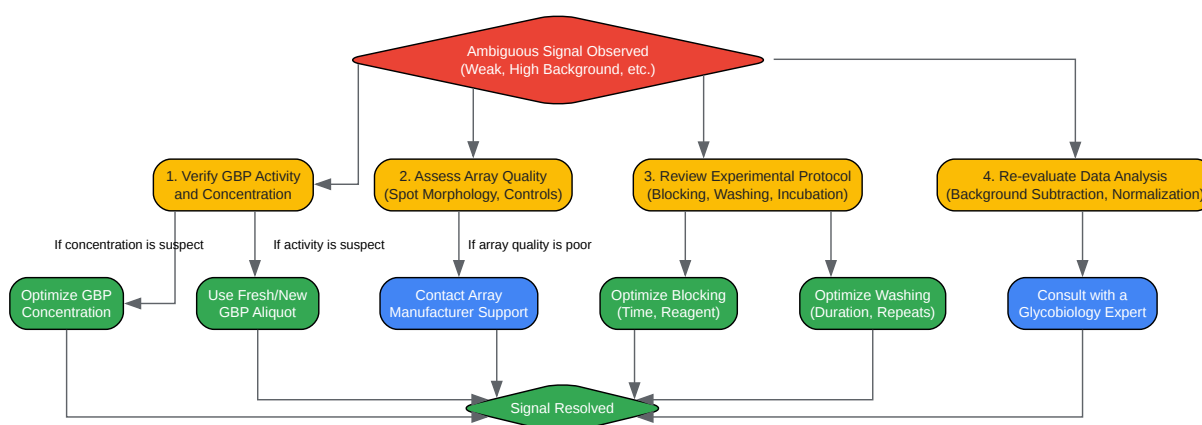 Ambiguous Signal Observed
(Weak, High Background, etc.)
1. Verify GBP Activity
and Concentration
2. Assess Array Quality
(Spot Morphology, Controls)
3. Review Experimental Protocol
(Blocking, Washing, Incubation)
4. Re-evaluate Data Analysis
(Background Subtraction, Normalization)
If concentration is suspect
If activity is suspect
If array quality is poor
Optimize GBP
Concentration
Use Fresh/New
GBP Aliquot
Contact Array
Manufacturer Support
Optimize Blocking
(Time, Reagent)
Optimize Washing
(Duration, Repeats)
Consult with a
Glycobiology Expert
Signal Resolved